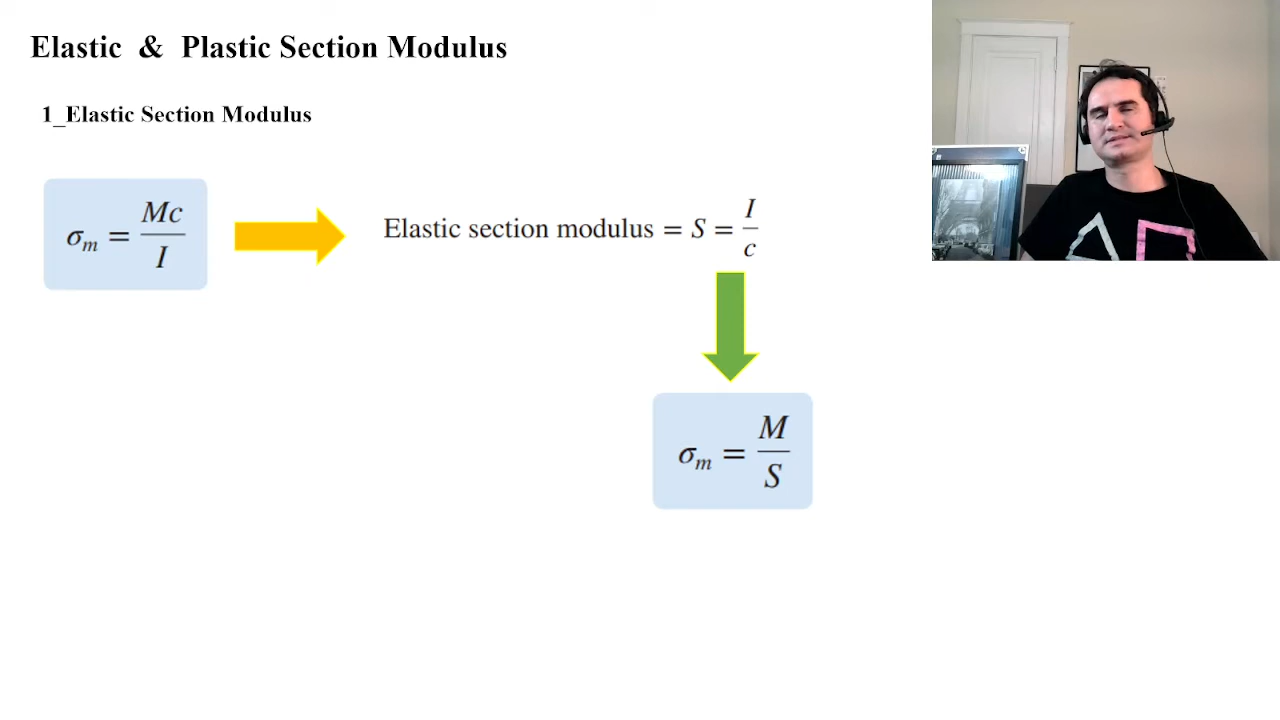 Elastic & Plastic Section Modulus
1_Elastic Section Modulus
σm = Mc / I
Elastic section modulus = S = I / c
σm = M / S